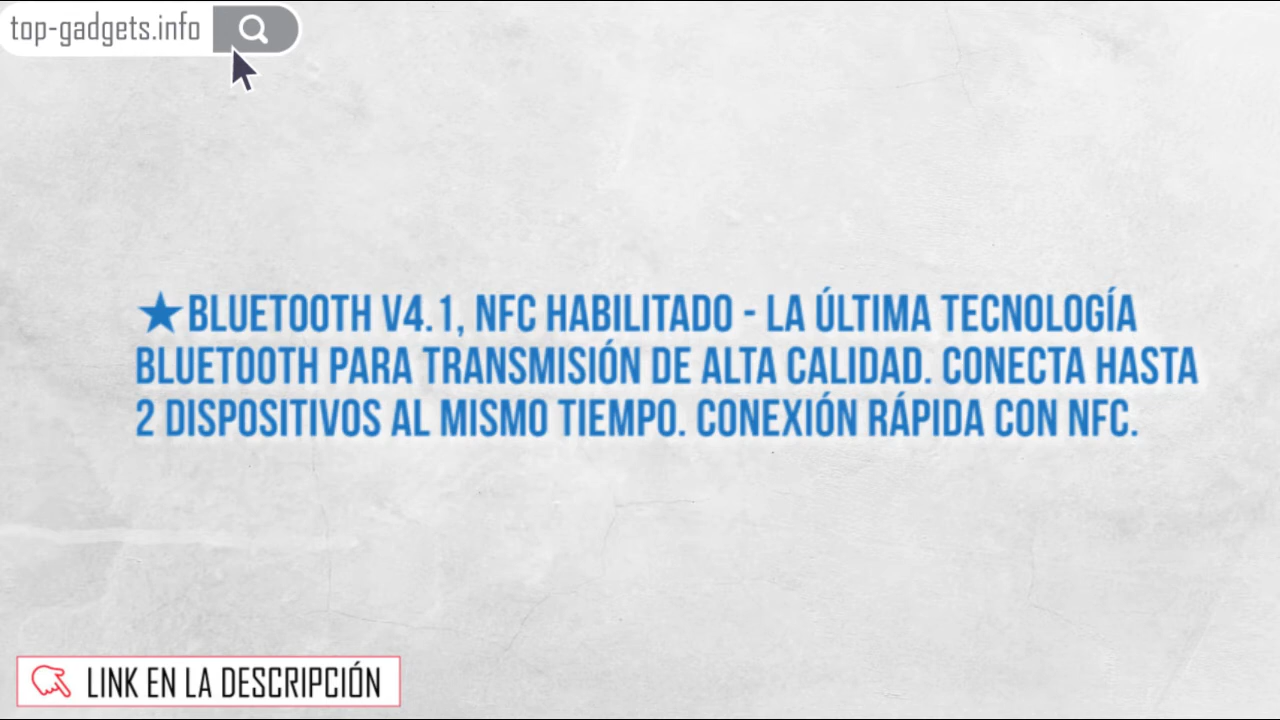 top-gadgets.info
★BLUETOOTH V4.1, NFC HABILITADO - LA ÚLTIMA TECNOLOGÍA
BLUETOOTH PARA TRANSMISIÓN DE ALTA CALIDAD. CONECTA HASTA
2 DISPOSITIVOS AL MISMO TIEMPO. CONEXIÓN RÁPIDA CON NFC.
LINK EN LA DESCRIPCIÓN